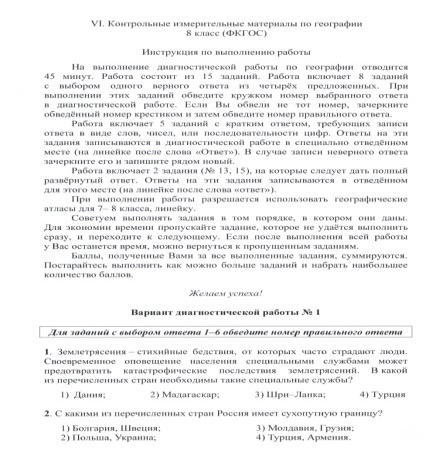 VI. Контрольные измерительные материалы по географии
8 класс (ФКГОС)
Инструкция по выполнению работы
На выполнение диагностической работы по географии отводится
45 минут. Работа состоит из 15 заданий. Работа включает 8 заданий
с выбором одного верного ответа из четырёх предложенных. При
выполнении этих заданий обведите кружком номер выбранного ответа
в диагностической работе. Если Вы обвели не тот номер, зачеркните
обведённый номер крестиком и затем обведите номер правильного ответа.
Работа включает 5 заданий с кратким ответом, требующих записи
ответа в виде слов, чисел, или последовательности цифр. Ответы на эти
задания записываются в диагностической работе в специально отведённом
месте (на линейке после слова «Ответ»). В случае записи неверного ответа
зачеркните его и запишите рядом новый.
Работа включает 2 задания (№ 13, 15), на которые следует дать полный
развёрнутый ответ. Ответы на эти задания записываются в отведённом
для этого месте (на линейке после слова «ответ»).
При выполнении работы разрешается использовать географические
атласы для 7– 8 класса, линейку.
Советуем выполнять задания в том порядке, в котором они даны.
Для экономии времени пропускайте задание, которое не удаётся выполнить
сразу, и переходите к следующему. Если после выполнения всей работы
у Вас останется время, можно вернуться к пропущенным заданиям.
Баллы, полученные Вами за все выполненные задания, суммируются.
Постарайтесь выполнить как можно больше заданий и набрать наибольшее
количество баллов.
Желаем успеха!
Вариант диагностической работы № 1
Для заданий с выбором ответа 1–6 обведите номер правильного ответа
1. Землетрясения – стихийные бедствия, от которых часто страдают люди.
Своевременное оповещение населения специальными службами может
предотвратить катастрофические последствия землетрясений. В какой
из перечисленных стран необходимы такие специальные службы?
1) Дания; 2) Мадагаскар; 3) Шри–Ланка; 4) Турция
2. С какими из перечисленных стран Россия имеет сухопутную границу?
1) Болгария, Швеция; 3) Молдавия, Грузия;
2) Польша, Украина; 4) Турция, Армения.